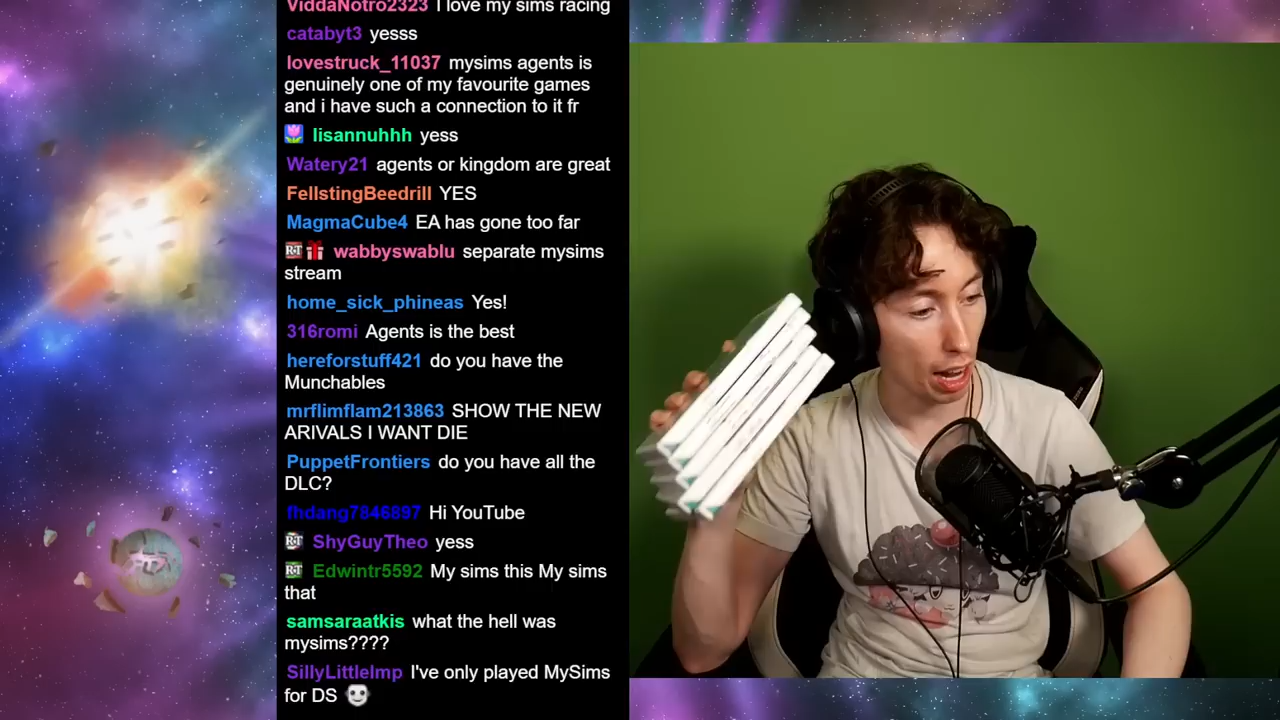 ViddaNotro2323 I love my sims racing
catabyt3 yesss
lovestruck_11037 mysims agents is
genuinely one of my favourite games
and i have such a connection to it fr
lisannuhhh yess
Watery21 agents or kingdom are great
FellstingBeedrill YES
MagmaCube4 EA has gone too far
wabbyswablu separate mysims
stream
home_sick_phineas Yes!
316romi Agents is the best
hereforstuff421 do you have the
Munchables
mrflimflam213863 SHOW THE NEW
ARIVALS I WANT DIE
PuppetFrontiers do you have all the
DLC?
fhdang7846897 Hi YouTube
ShyGuyTheo yess
Edwintr5592 My sims this My sims
that
samsaraatkis what the hell was
mysims????
SillyLittleImp I've only played MySims
for DS